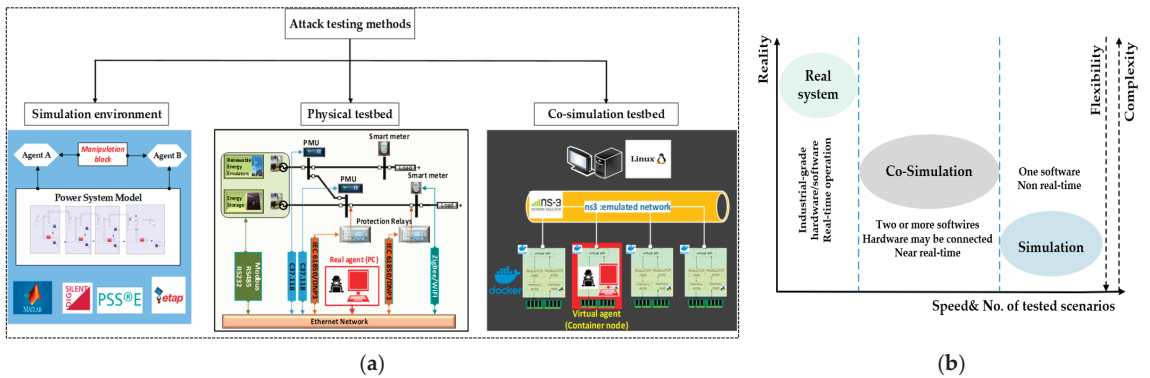 Attack testing methods
Simulation environment
Physical testbed
Co-simulation testbed
Agent A
Manipulation
block
Agent B
Power System Model
MATLAB
DIGSILENT
PSS®E
etap
PMU
Smart meter
Renewable
Energy
Emulators
Load
PMU
Smart meter
Energy
Storage
Load
Protection Relays
Modbus
RS485
RS232
C37.118
C37.118
IEC 61850/DNP3
Real agent (PC)
IEC 61850/DNP3
ZigBee/WiFi
Ethernet Network
Linux
ns-3
NETWORK SIMULATOR
ns3 :emulated network
docker
Virtual agent
(Container node)
(a)
Reality
Real
system
Industrial-grade
hardware/software
Real-time operation
Co-Simulation
Two or more softwires
Hardware may be connected
Near real-time
One software
Non real-time
Simulation
Flexibility
Complexity
Speed& No. of tested scenarios
(b)